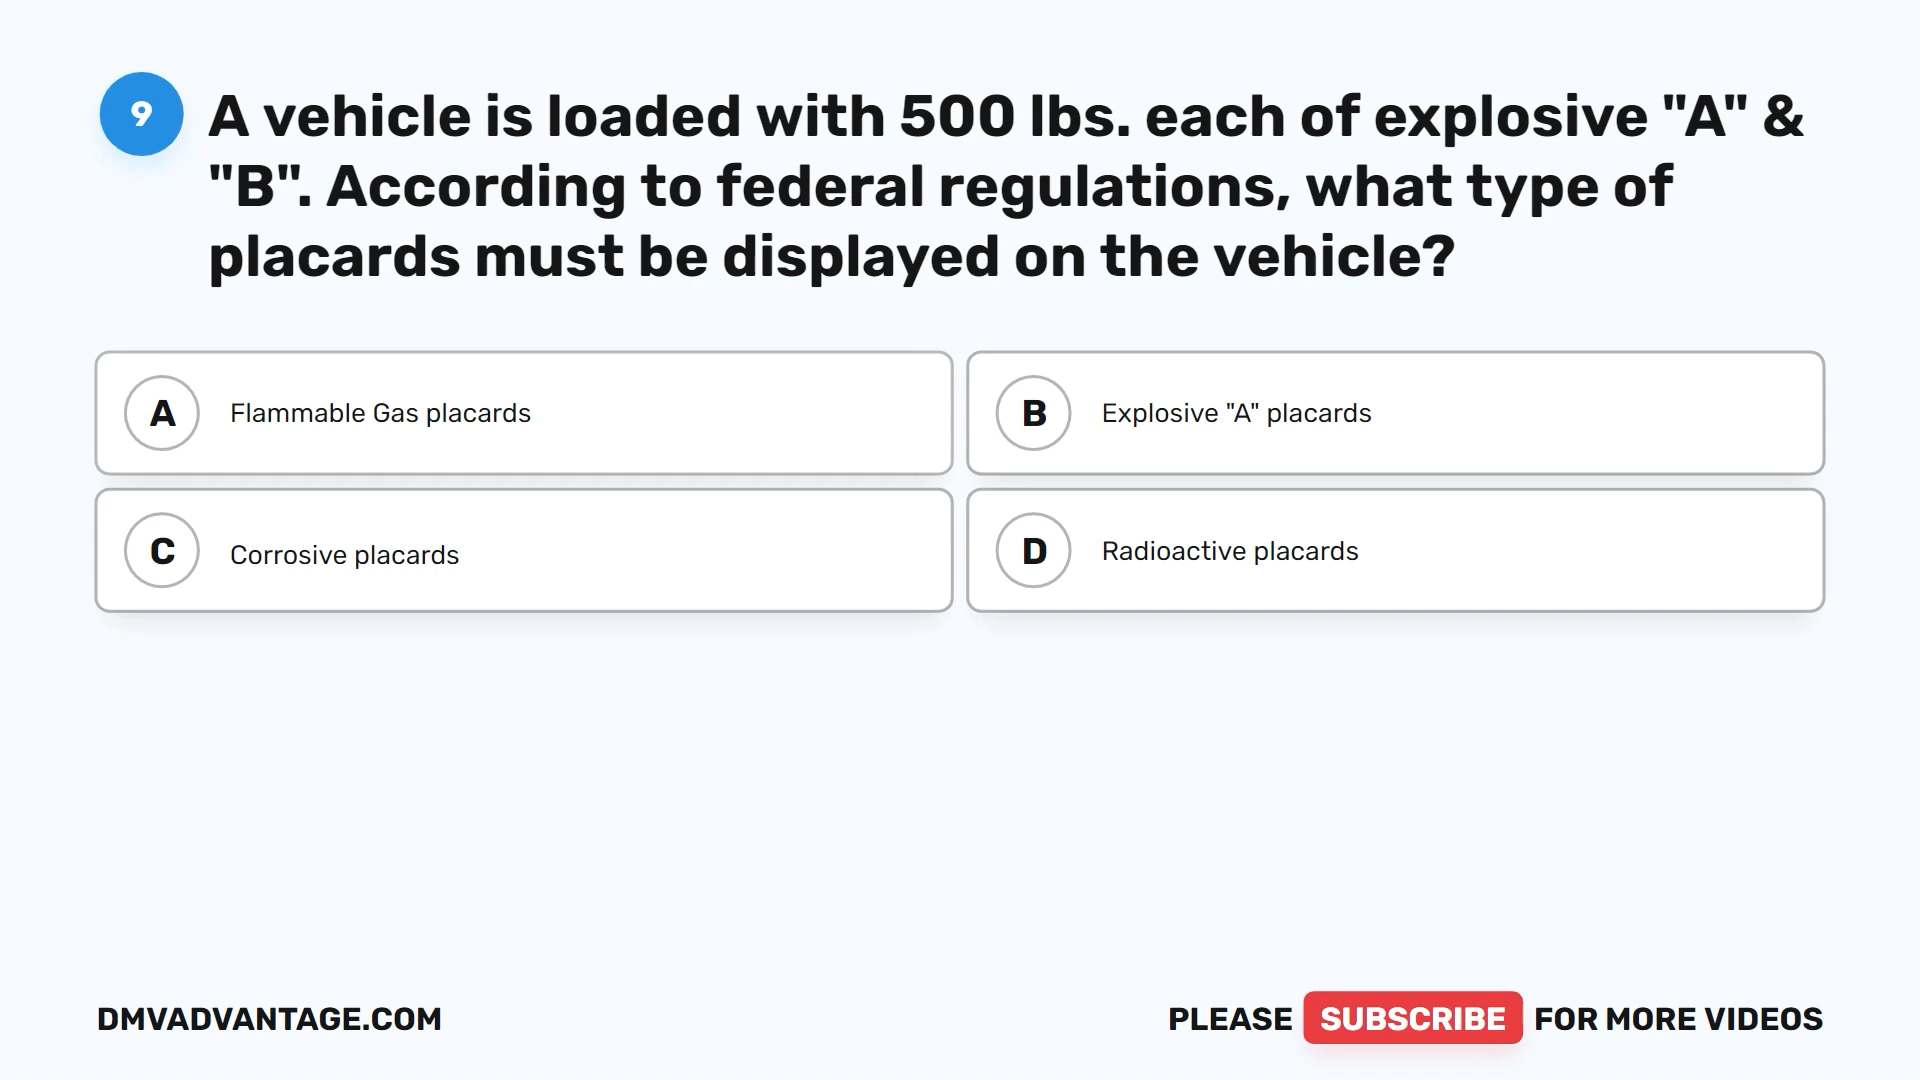 9
A vehicle is loaded with 500 lbs. each of explosive "A" &
"B". According to federal regulations, what type of
placards must be displayed on the vehicle?
A Flammable Gas placards
B Explosive "A" placards
C Corrosive placards
D Radioactive placards
DMVADVANTAGE.COM
PLEASE SUBSCRIBE FOR MORE VIDEOS